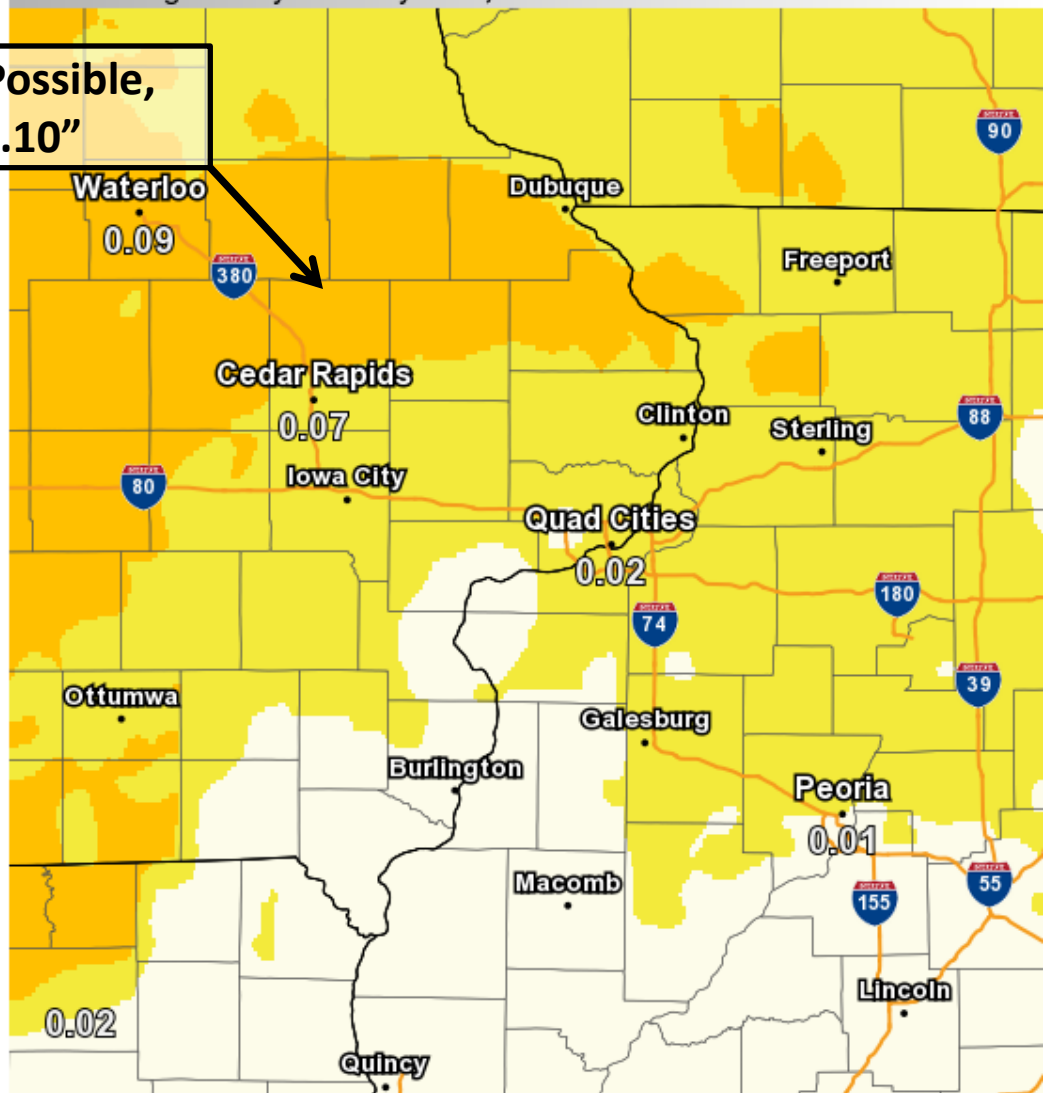 Possible,
.10”
90
Waterloo
Dubuque
0.09
Freeport
380
Cedar Rapids
0.07
Clinton
Sterling
88
Iowa City
80
Quad Cities
0.02
180
74
Ottumwa
39
Galesburg
Burlington
Peoria
0.01
Macomb
55
155
Lincoln
0.02
Quincy